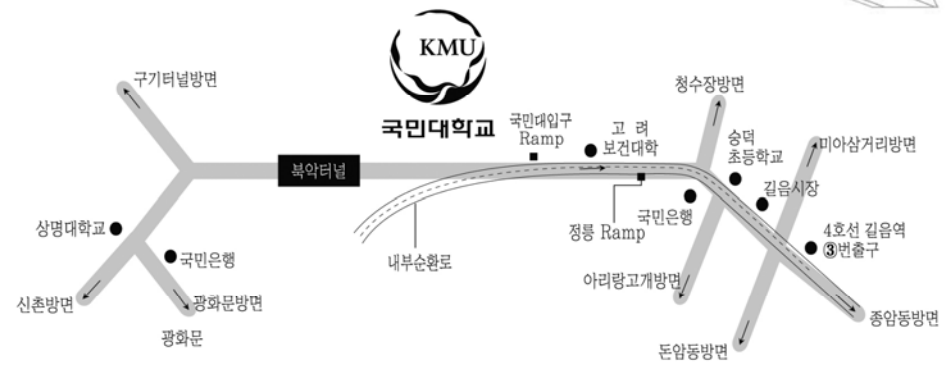 KMU
국민대학교
구기터널방면
북악터널
국민대입구
Ramp
고 려
보건대학
청수장방면
숭덕
초등학교
미아삼거리방면
길음시장
상명대학교
국민은행
신촌방면
광화문방면
광화문
내부순환로
정릉 Ramp
국민은행
아리랑고개방면
4호선 길음역
③번출구
종암동방면
돈암동방면